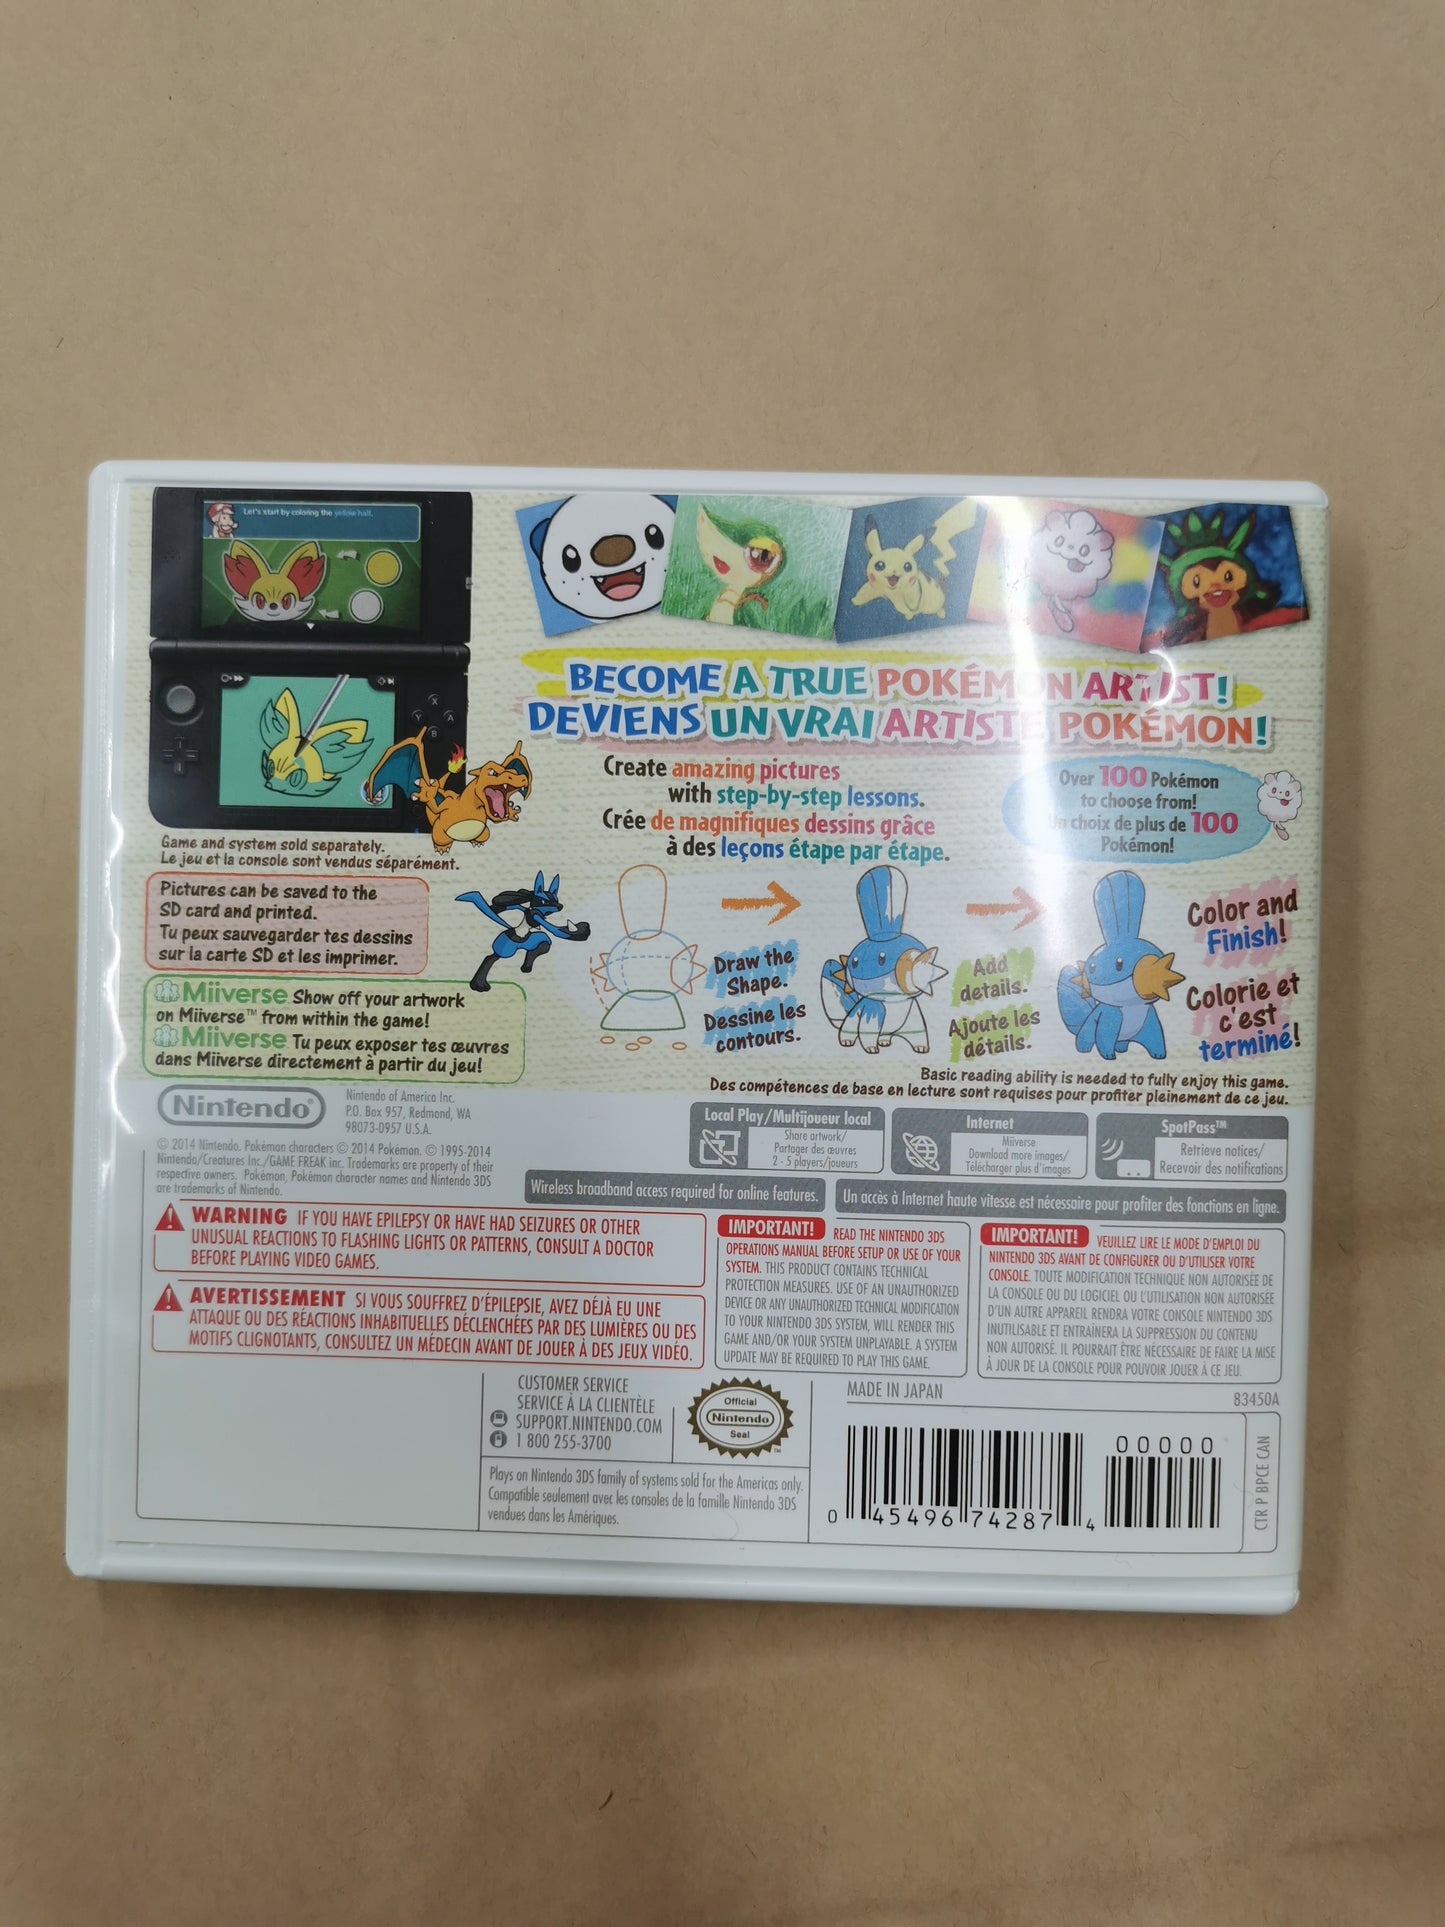 Let's start by coloring the yellow half.
BECOME A TRUE POKÉMON ARTIST!
DEVIENS UN VRAI ARTISTE POKÉMON!
Create amazing pictures
with step-by-step lessons.
Crée de magnifiques dessins grâce
à des leçons étape par étape.
Over 100 Pokémon
to choose from!
Un choix de plus de 100
Pokémon!
Game and system sold separately.
Le jeu et la console sont vendus séparément.
Pictures can be saved to the
SD card and printed.
Tu peux sauvegarder tes dessins
sur la carte SD et les imprimer.
Miiverse Show off your artwork
on Miiverse™ from within the game!
Miiverse Tu peux exposer tes œuvres
dans Miiverse directement à partir du jeu!
Draw the
Shape.
Dessine les
contours.
Add
details.
Ajoute les
détails.
Color and
Finish!
Colorie et
c'est
terminé!
Basic reading ability is needed to fully enjoy this game.
Des compétences de base en lecture sont requises pour profiter pleinement de ce jeu.
Nintendo®
Nintendo of America Inc.
P.O. Box 957, Redmond, WA
98073-0957 U.S.A.
© 2014 Nintendo. Pokémon characters © 2014 Pokémon. © 1995-2014
Nintendo/Creatures Inc./GAME FREAK inc. Trademarks are property of their
respective owners. Pokémon, Pokémon character names and Nintendo 3DS
are trademarks of Nintendo.
Local Play/Multijoueur local
Share artwork/
Partager des œuvres
2 - 5 players/joueurs
Internet
Miiverse
Download more images/
Télécharger plus d'images
SpotPass™
Retrieve notices/
Recevoir des notifications
Wireless broadband access required for online features.
Un accès à Internet haute vitesse est nécessaire pour profiter des fonctions en ligne.
WARNING IF YOU HAVE EPILEPSY OR HAVE HAD SEIZURES OR OTHER
UNUSUAL REACTIONS TO FLASHING LIGHTS OR PATTERNS, CONSULT A DOCTOR
BEFORE PLAYING VIDEO GAMES.
AVERTISSEMENT SI VOUS SOUFFREZ D'ÉPILEPSIE, AVEZ DÉJÀ EU UNE
ATTAQUE OU DES RÉACTIONS INHABITUELLES DÉCLENCHÉES PAR DES LUMIÈRES OU DES
MOTIFS CLIGNOTANTS, CONSULTEZ UN MÉDECIN AVANT DE JOUER À DES JEUX VIDÉO.
IMPORTANT! READ THE NINTENDO 3DS
OPERATIONS MANUAL BEFORE SETUP OR USE OF YOUR
SYSTEM. THIS PRODUCT CONTAINS TECHNICAL
PROTECTION MEASURES. USE OF AN UNAUTHORIZED
DEVICE OR ANY UNAUTHORIZED TECHNICAL MODIFICATION
TO YOUR NINTENDO 3DS SYSTEM, WILL RENDER THIS
GAME AND/OR YOUR SYSTEM UNPLAYABLE. A SYSTEM
UPDATE MAY BE REQUIRED TO PLAY THIS GAME.
IMPORTANT! VEUILLEZ LIRE LE MODE D'EMPLOI DU
NINTENDO 3DS AVANT DE CONFIGURER OU D'UTILISER VOTRE
CONSOLE. TOUTE MODIFICATION TECHNIQUE NON AUTORISÉE DE
LA CONSOLE OU DU LOGICIEL OU L'UTILISATION NON AUTORISÉE
D'UN AUTRE APPAREIL RENDRA VOTRE CONSOLE NINTENDO 3DS
INUTILISABLE ET ENTRAÎNERA LA SUPPRESSION DU CONTENU
NON AUTORISÉ. IL POURRAIT ÊTRE NÉCESSAIRE DE FAIRE LA MISE
À JOUR DE LA CONSOLE POUR POUVOIR JOUER À CE JEU.
CUSTOMER SERVICE
SERVICE À LA CLIENTÈLE
SUPPORT.NINTENDO.COM
1 800 255-3700
Official
Nintendo
Seal
Plays on Nintendo 3DS family of systems sold for the Americas only.
Compatible seulement avec les consoles de la famille Nintendo 3DS
vendues dans les Amériques.
MADE IN JAPAN
83450A
00000
0 45496 74287 4
CTR P BPCE CAN